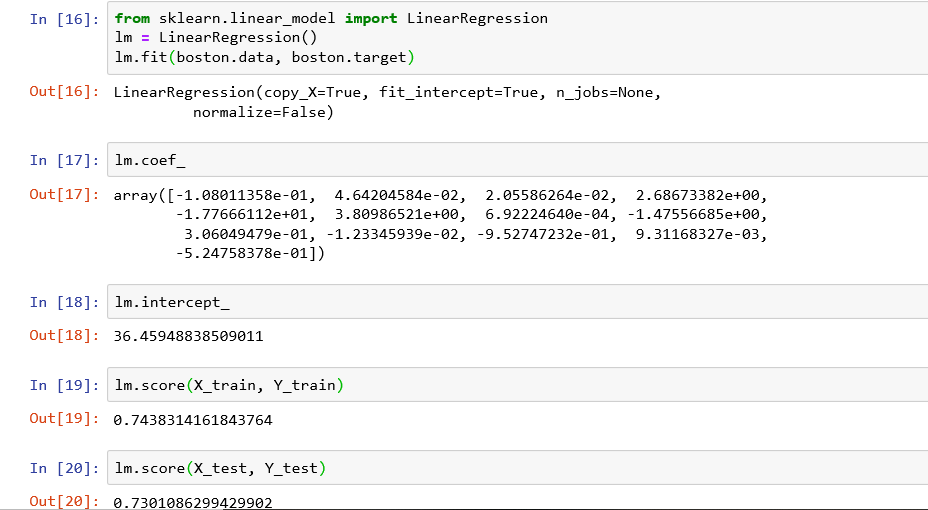 In [16]: from sklearn.linear_model import LinearRegression
lm = LinearRegression()
lm.fit(boston.data, boston.target)
Out[16]: LinearRegression(copy_X=True, fit_intercept=True, n_jobs=None,
normalize=False)
In [17]: lm.coef_
Out[17]: array([-1.08011358e-01, 4.64204584e-02, 2.05586264e-02, 2.68673382e+00,
-1.77666112e+01, 3.80986521e+00, 6.92224640e-04, -1.47556685e+00,
3.06049479e-01, -1.23345939e-02, -9.52747232e-01, 9.31168327e-03,
-5.24758378e-01])
In [18]: lm.intercept_
Out[18]: 36.45948838509011
In [19]: lm.score(X_train, Y_train)
Out[19]: 0.7438314161843764
In [20]: lm.score(X_test, Y_test)
Out[20]: 0.7301086299429902